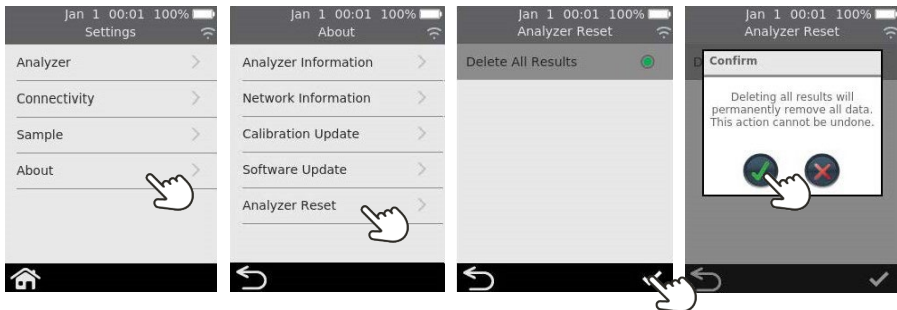 Jan 1 00:01 100%
Settings
Analyzer
Connectivity
Sample
About
Jan 1 00:01 100%
About
Analyzer Information
Network Information
Calibration Update
Software Update
Analyzer Reset
Jan 1 00:01 100%
Analyzer Reset
Delete All Results
Jan 1 00:01 100%
Analyzer Reset
D
Confirm
Deleting all results will
permanently remove all data.
This action cannot be undone.